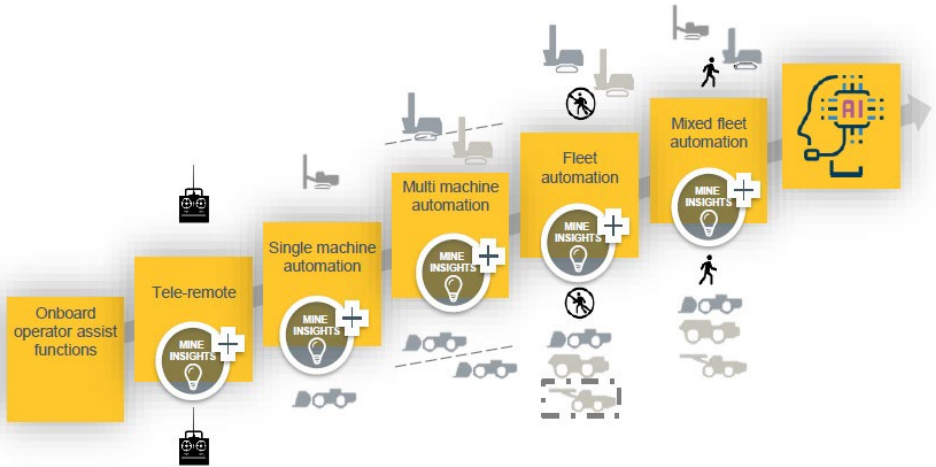 Onboard
operator assist
functions
Tele-remote
MINE
INSIGHTS
Single machine
automation
MINE
INSIGHTS
Multi machine
automation
MINE
INSIGHTS
Fleet
automation
MINE
INSIGHTS
Mixed fleet
automation
MINE
INSIGHTS
AI